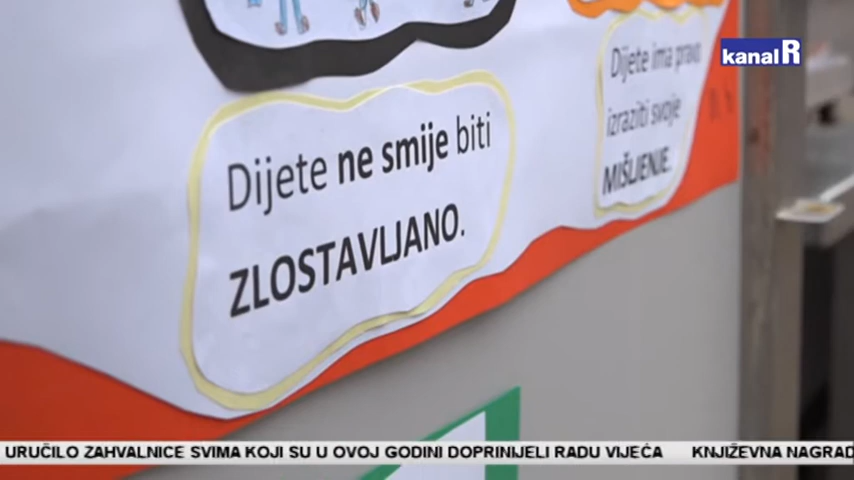 kanal R
Dijete ne smije biti
ZLOSTAVLJANO.
Dijete ima pravo
izraziti svoje
MIŠLJENJE.
URUČILO ZAHVALNICE SVIMA KOJI SU U OVOJ GODINI DOPRINIJELI RADU VIJEĆA KNJIŽEVNA NAGRAD